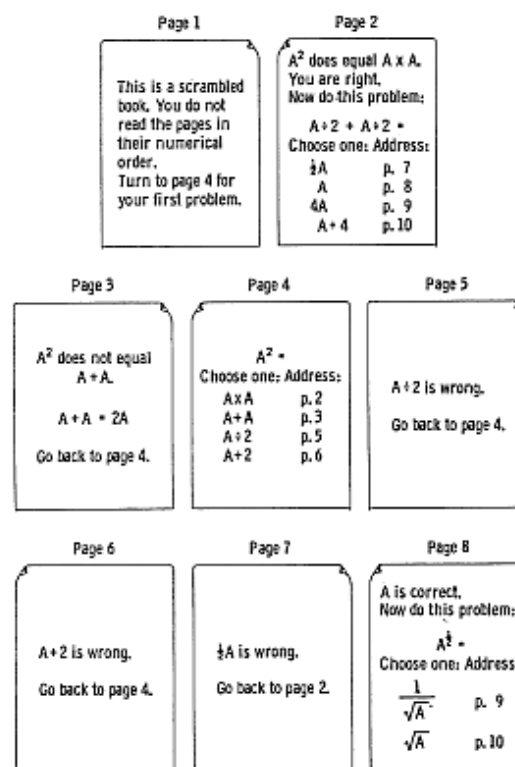 Page 1
This is a scrambled
book. You do not
read the pages in
their numerical
order.
Turn to page 4 for
your first problem.
Page 2
A² does equal A x A.
You are right.
Now do this problem:
A÷2 + A÷2 =
Choose one: Address:
½A p. 7
A p. 8
4A p. 9
A÷4 p. 10
Page 3
A² does not equal
A+A.
A+A = 2A
Go back to page 4.
Page 4
A² =
Choose one: Address:
AxA p. 2
A+A p. 3
A÷2 p. 5
A+2 p. 6
Page 5
A÷2 is wrong.
Go back to page 4.
Page 6
A+2 is wrong.
Go back to page 4.
Page 7
½A is wrong.
Go back to page 2.
Page 8
A is correct.
Now do this problem:
A^½ =
Choose one: Address
1/√A p. 9
√A p. 10